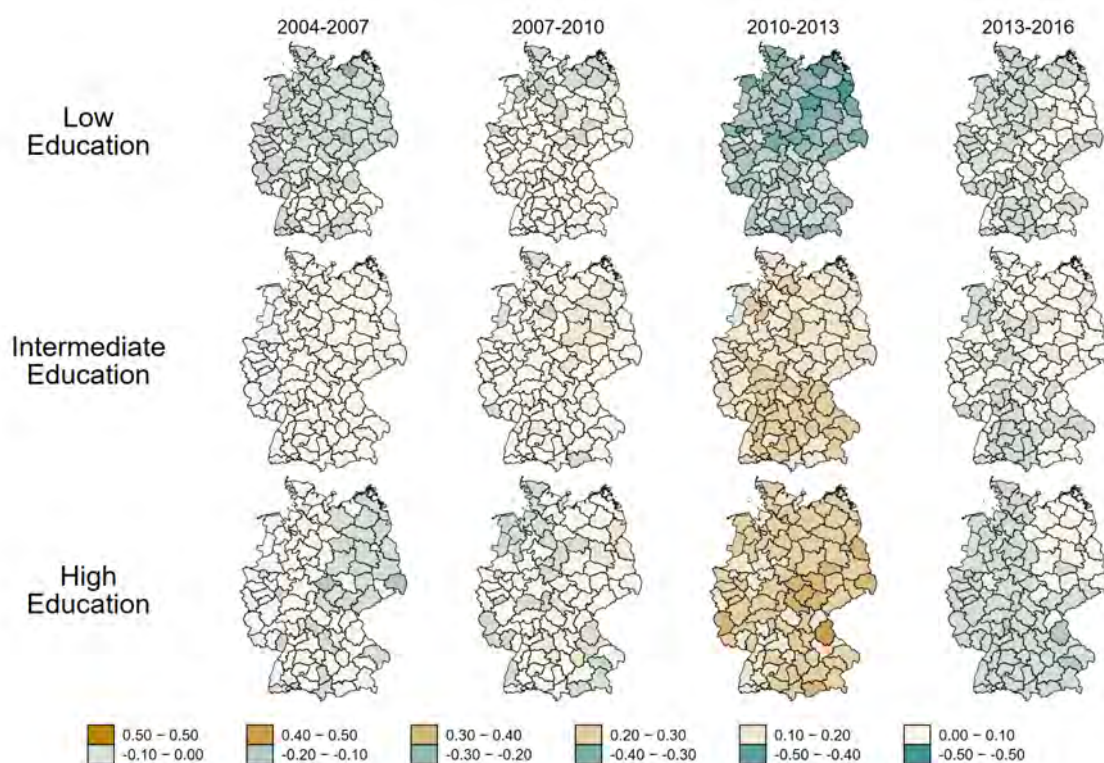 2004-2007 2007-2010 2010-2013 2013-2016
Low
Education
Intermediate
Education
High
Education
0.50 − 0.50 0.40 − 0.50 0.30 − 0.40 0.20 − 0.30 0.10 − 0.20 0.00 − 0.10
-0.10 − 0.00 -0.20 − -0.10 -0.30 − -0.20 -0.40 − -0.30 -0.50 − -0.40 -0.50 − -0.50